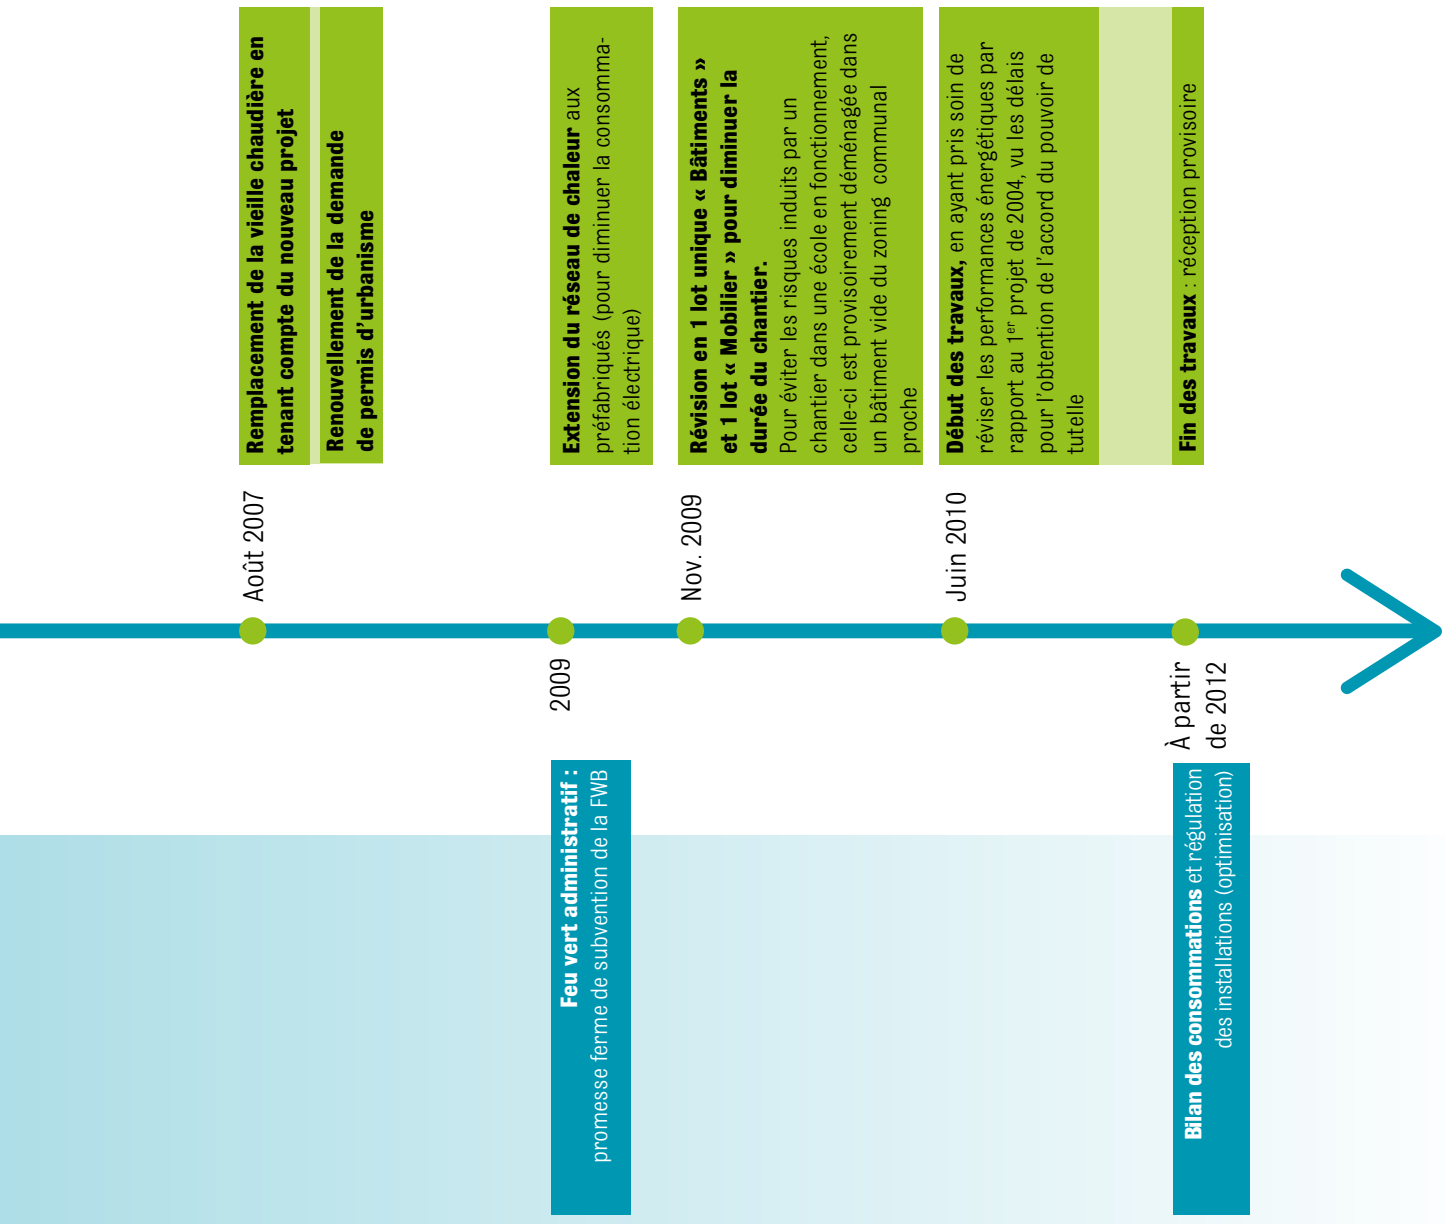 Août 2007
Remplacement de la vieille chaudière en
tenant compte du nouveau projet
Renouvellement de la demande
de permis d’urbanisme
2009
Extension du réseau de chaleur aux
préfabriqués (pour diminuer la consomma-
tion électrique)
Feu vert administratif :
promesse ferme de subvention de la FWB
Nov. 2009
Révision en 1 lot unique « Bâtiments »
et 1 lot « Mobilier » pour diminuer la
durée du chantier.
Pour éviter les risques induits par un
chantier dans une école en fonctionnement,
celle-ci est provisoirement déménagée dans
un bâtiment vide du zoning communal
proche
Juin 2010
Début des travaux, en ayant pris soin de
réviser les performances énergétiques par
rapport au 1er projet de 2004, vu les délais
pour l’obtention de l’accord du pouvoir de
tutelle
Fin des travaux : réception provisoire
À partir
de 2012
Bilan des consommations et régulation
des installations (optimisation)